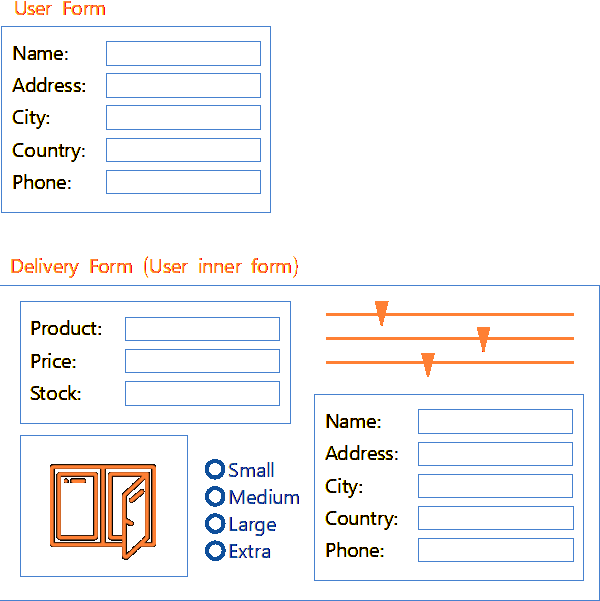 User Form
Name:
Address:
City:
Country:
Phone:
Delivery Form (User inner form)
Product:
Price:
Stock:
Small
Medium
Large
Extra
Name:
Address:
City:
Country:
Phone: